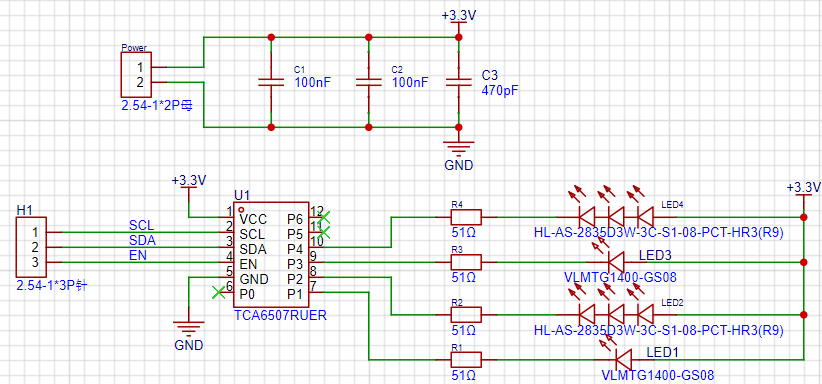 +3.3V
Power
1
2
2.54-1*2P母
C1
100nF
C2
100nF
C3
470pF
GND
+3.3V
+3.3V
H1
1
2
3
2.54-1*3P针
SCL
SDA
EN
U1
1 VCC
2 SCL
3 SDA
4 EN
5 GND
6 P0
P6 12
P5 11
P4 10
P3 9
P2 8
P1 7
TCA6507RUER
GND
R4
51Ω
LED4
HL-AS-2835D3W-3C-S1-08-PCT-HR3(R9)
R3
51Ω
LED3
VLMTG1400-GS08
R2
51Ω
LED2
HL-AS-2835D3W-3C-S1-08-PCT-HR3(R9)
R1
51Ω
LED1
VLMTG1400-GS08